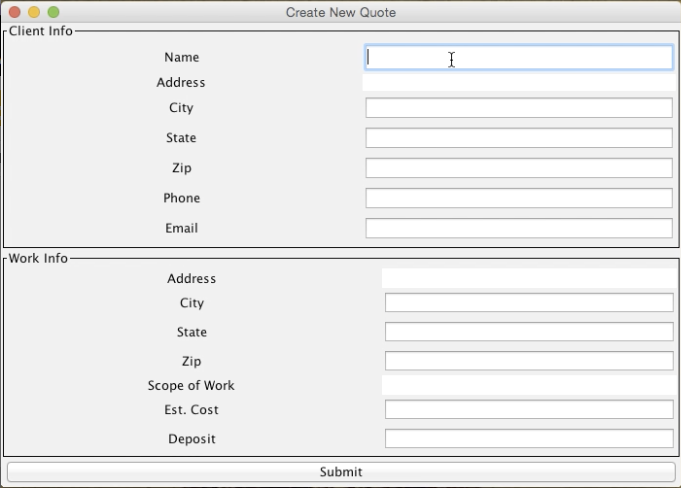 Create New Quote
Client Info
Name
Address
City
State
Zip
Phone
Email
Work Info
Address
City
State
Zip
Scope of Work
Est. Cost
Deposit
Submit